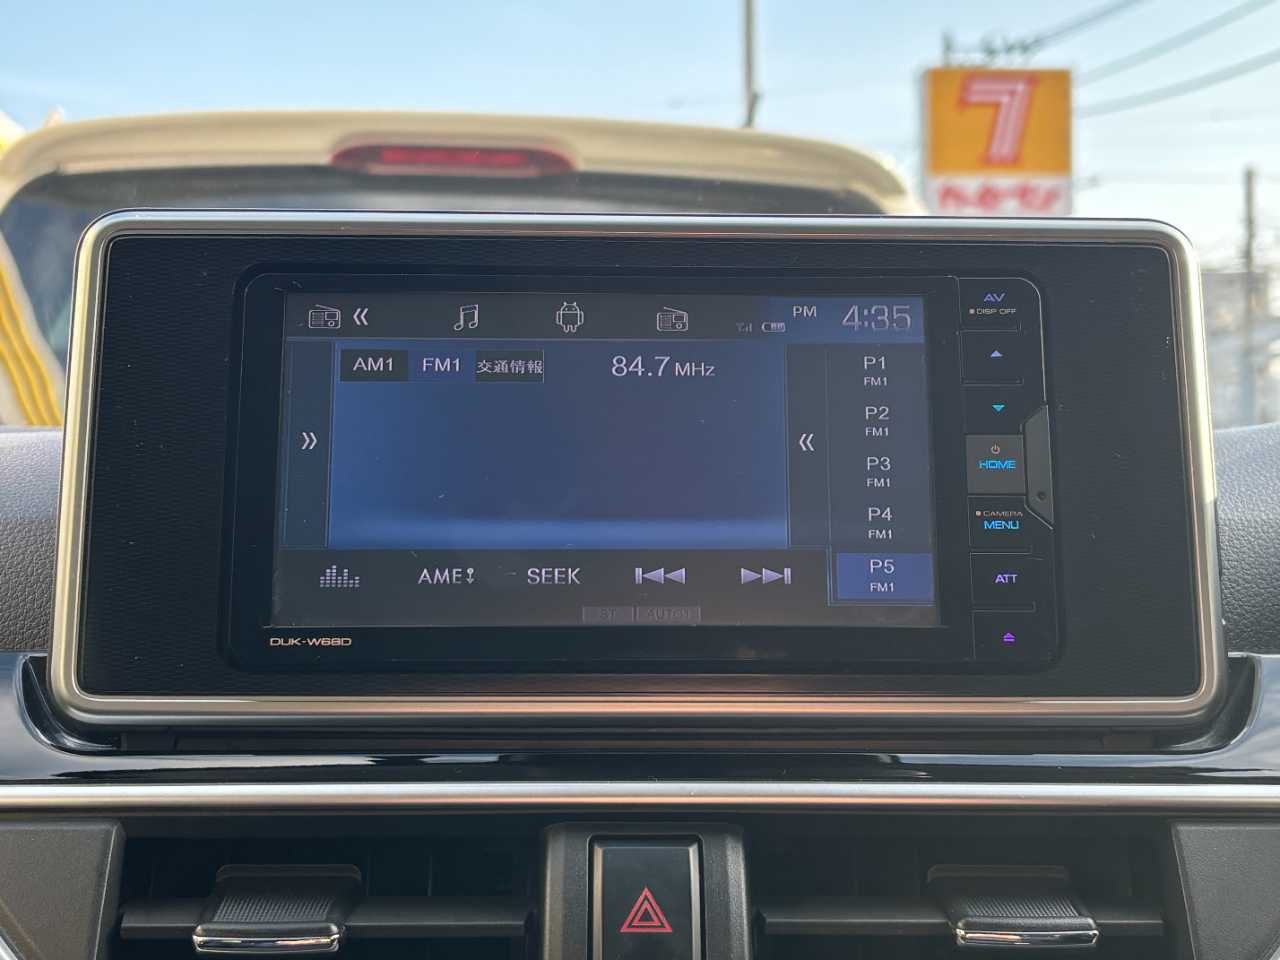 7
PM 4:35
AM1 FM1 交通情報 84.7 MHz
P1
FM1
P2
FM1
P3
FM1
P4
FM1
P5
FM1
AME SEEK
ST AUTO1
DUK-W68D
AV
DISP OFF
HOME
CAMERA
MENU
ATT